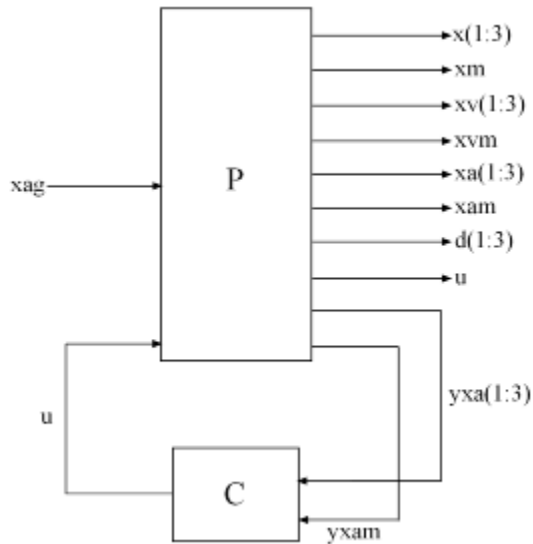 x(1:3)
xm
xv(1:3)
xvm
xag
P
xa(1:3)
xam
d(1:3)
u
yxa(1:3)
u
C
yxam